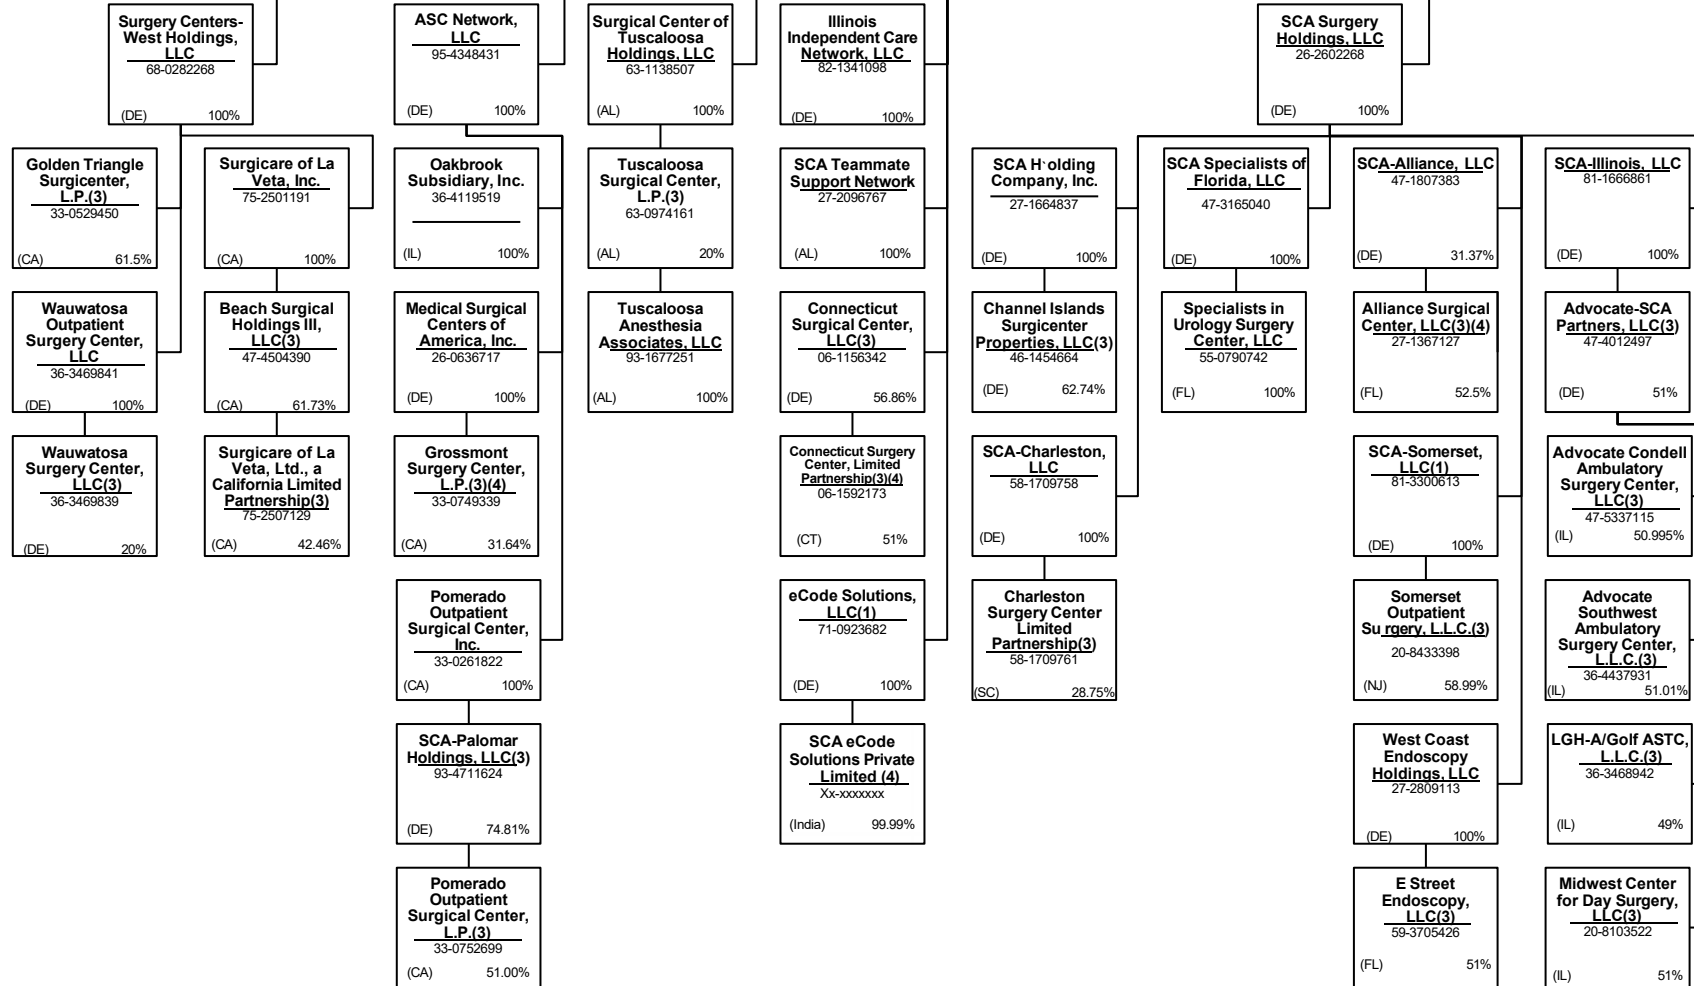 Surgery Centers-
West Holdings,
LLC
68-0282268
(DE) 100%
ASC Network,
LLC
95-4348431
(DE) 100%
Surgical Center of
Tuscaloosa
Holdings, LLC
63-1138507
(AL) 100%
Illinois
Independent Care
Network, LLC
82-1341098
(DE) 100%
SCA Surgery
Holdings, LLC
26-2602268
(DE) 100%
Golden Triangle
Surgicenter,
L.P.(3)
33-0529450
(CA) 61.5%
Surgicare of La
Veta, Inc.
75-2501191
(CA) 100%
Oakbrook
Subsidiary, Inc.
36-4119519
(IL) 100%
Tuscaloosa
Surgical Center,
L.P.(3)
63-0974161
(AL) 20%
SCA Teammate
Support Network
27-2096767
(AL) 100%
SCA H`olding
Company, Inc.
27-1664837
(DE) 100%
SCA Specialists of
Florida, LLC
47-3165040
(DE) 100%
SCA-Alliance, LLC
47-1807383
(DE) 31.37%
SCA-Illinois, LLC
81-1666861
(DE) 100%
Wauwatosa
Outpatient
Surgery Center,
LLC
36-3469841
(DE) 100%
Beach Surgical
Holdings III,
LLC(3)
47-4504390
(CA) 61.73%
Medical Surgical
Centers of
America, Inc.
26-0636717
(DE) 100%
Tuscaloosa
Anesthesia
Associates, LLC
93-1677251
(AL) 100%
Connecticut
Surgical Center,
LLC(3)
06-1156342
(DE) 56.86%
Channel Islands
Surgicenter
Properties, LLC(3)
46-1454664
(DE) 62.74%
Specialists in
Urology Surgery
Center, LLC
55-0790742
(FL) 100%
Alliance Surgical
Center, LLC(3)(4)
27-1367127
(FL) 52.5%
Advocate-SCA
Partners, LLC(3)
47-4012497
(DE) 51%
Wauwatosa
Surgery Center,
LLC(3)
36-3469839
(DE) 20%
Surgicare of La
Veta, Ltd., a
California Limited
Partnership(3)
75-2507129
(CA) 42.46%
Grossmont
Surgery Center,
L.P.(3)(4)
33-0749339
(CA) 31.64%
Connecticut Surgery
Center, Limited
Partnership(3)(4)
06-1592173
(CT) 51%
SCA-Charleston,
LLC
58-1709758
(DE) 100%
SCA-Somerset,
LLC(1)
81-3300613
(DE) 100%
Advocate Condell
Ambulatory
Surgery Center,
LLC(3)
47-5337115
(IL) 50.995%
Pomerado
Outpatient
Surgical Center,
Inc.
33-0261822
(CA) 100%
eCode Solutions,
LLC(1)
71-0923682
(DE) 100%
Charleston
Surgery Center
Limited
Partnership(3)
58-1709761
(SC) 28.75%
Somerset
Outpatient
Su rgery, L.L.C.(3)
20-8433398
(NJ) 58.99%
Advocate
Southwest
Ambulatory
Surgery Center,
L.L.C.(3)
36-4437931
(IL) 51.01%
SCA-Palomar
Holdings, LLC(3)
93-4711624
(DE) 74.81%
SCA eCode
Solutions Private
Limited (4)
Xx-xxxxxxx
(India) 99.99%
West Coast
Endoscopy
Holdings, LLC
27-2809113
(DE) 100%
LGH-A/Golf ASTC,
L.L.C.(3)
36-3468942
(IL) 49%
Pomerado
Outpatient
Surgical Center,
L.P.(3)
33-0752699
(CA) 51.00%
E Street
Endoscopy,
LLC(3)
59-3705426
(FL) 51%
Midwest Center
for Day Surgery,
LLC(3)
20-8103522
(IL) 51%